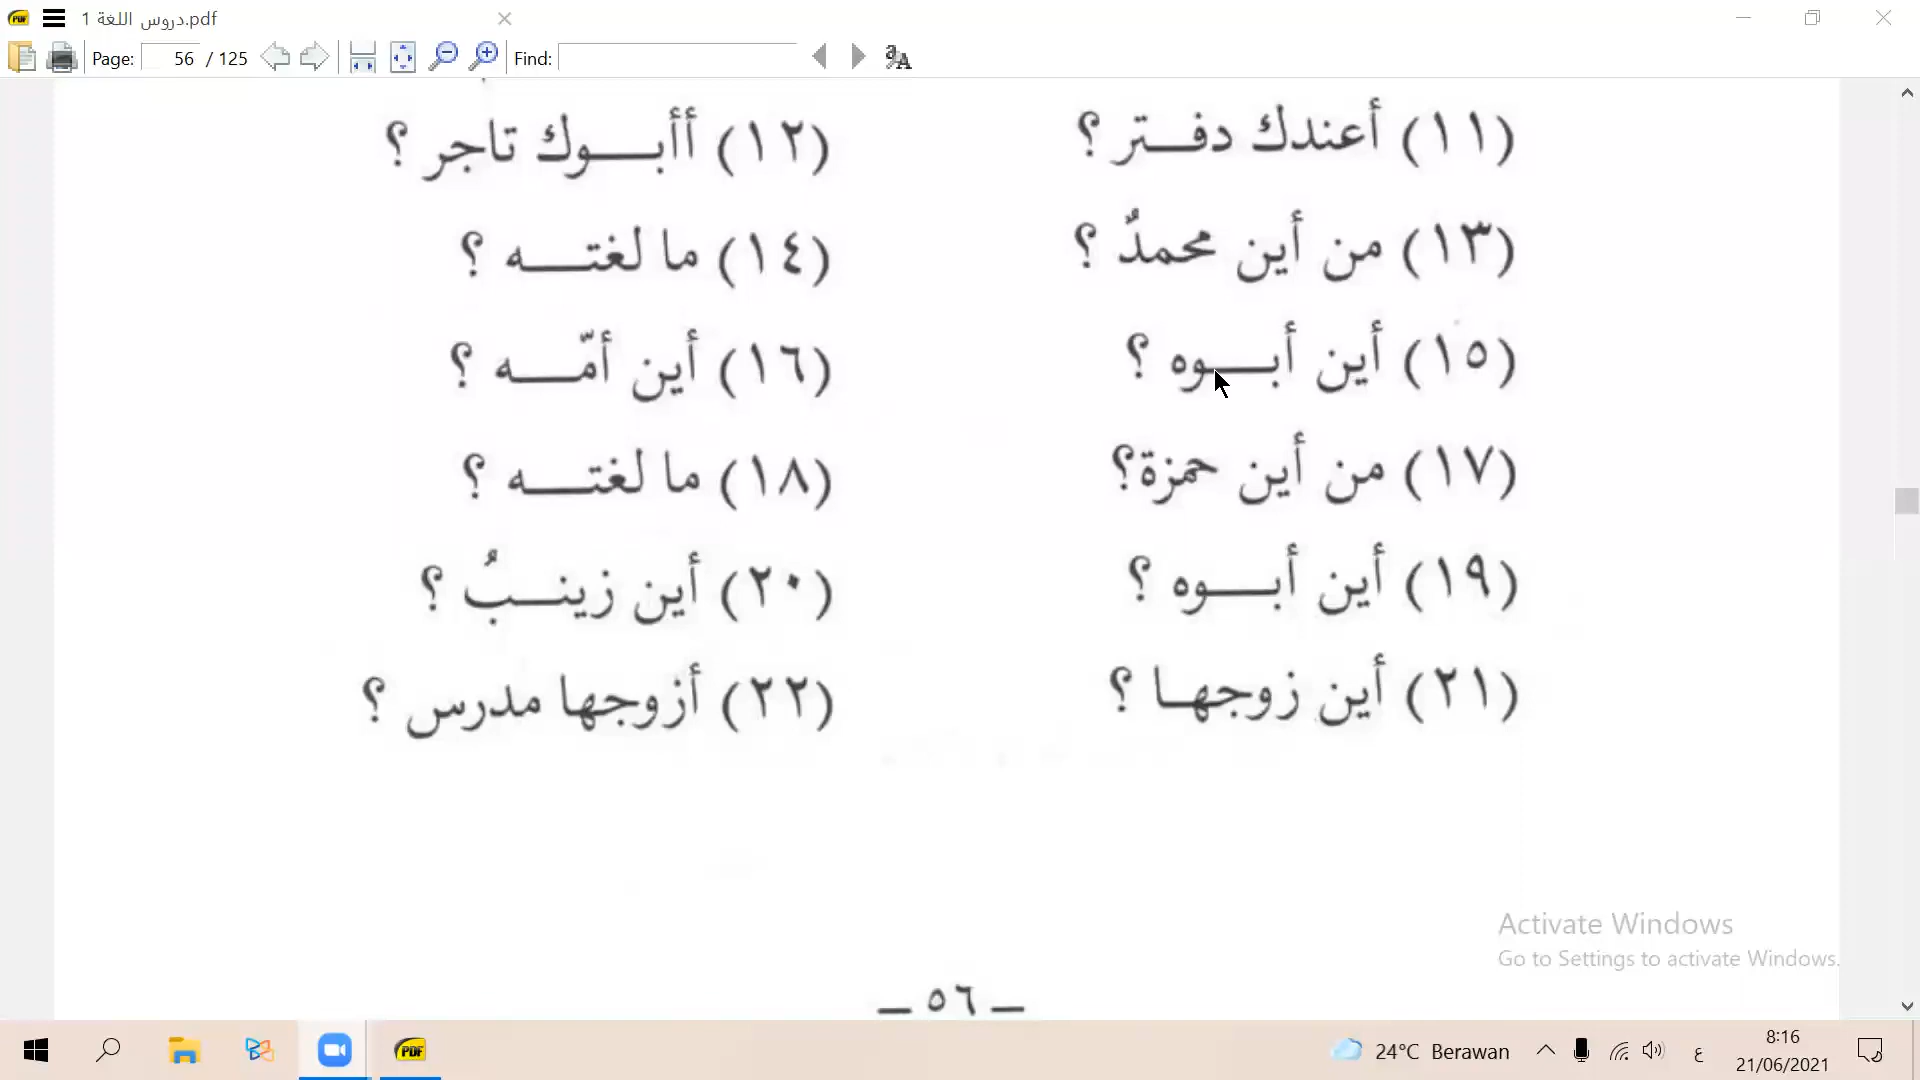 دروس اللغة 1.pdf
Page: 56 / 125 Find:
(١١) أعندك دفتر ؟ (١٢) أأبوك تاجر ؟
(١٣) من أين محمدٌ ؟ (١٤) ما لغته ؟
(١٥) أين أبوه ؟ (١٦) أين أمّه ؟
(١٧) من أين حمزة؟ (١٨) ما لغته ؟
(١٩) أين أبوه ؟ (٢٠) أين زينبُ ؟
(٢١) أين زوجها ؟ (٢٢) أزوجها مدرس ؟
Activate Windows
Go to Settings to activate Windows.
— ٥٦ —
24°C Berawan ع 8:16
21/06/2021